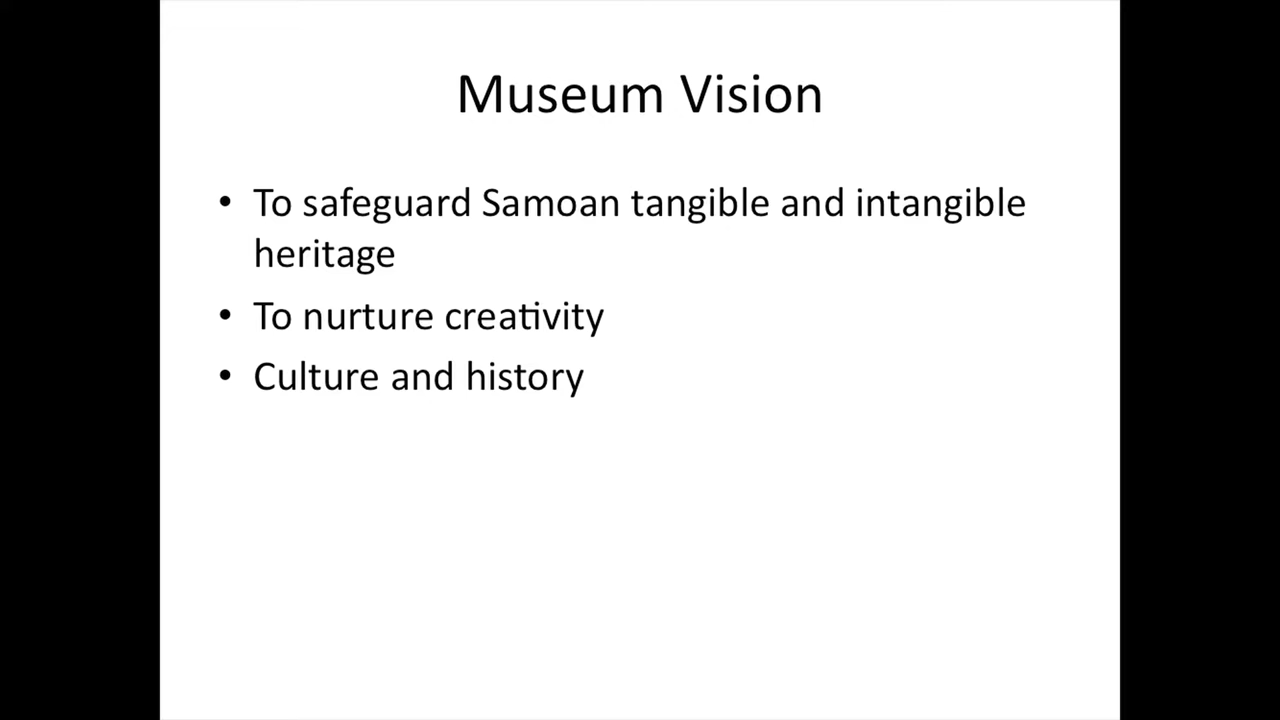 Museum Vision
• To safeguard Samoan tangible and intangible
heritage
• To nurture creativity
• Culture and history